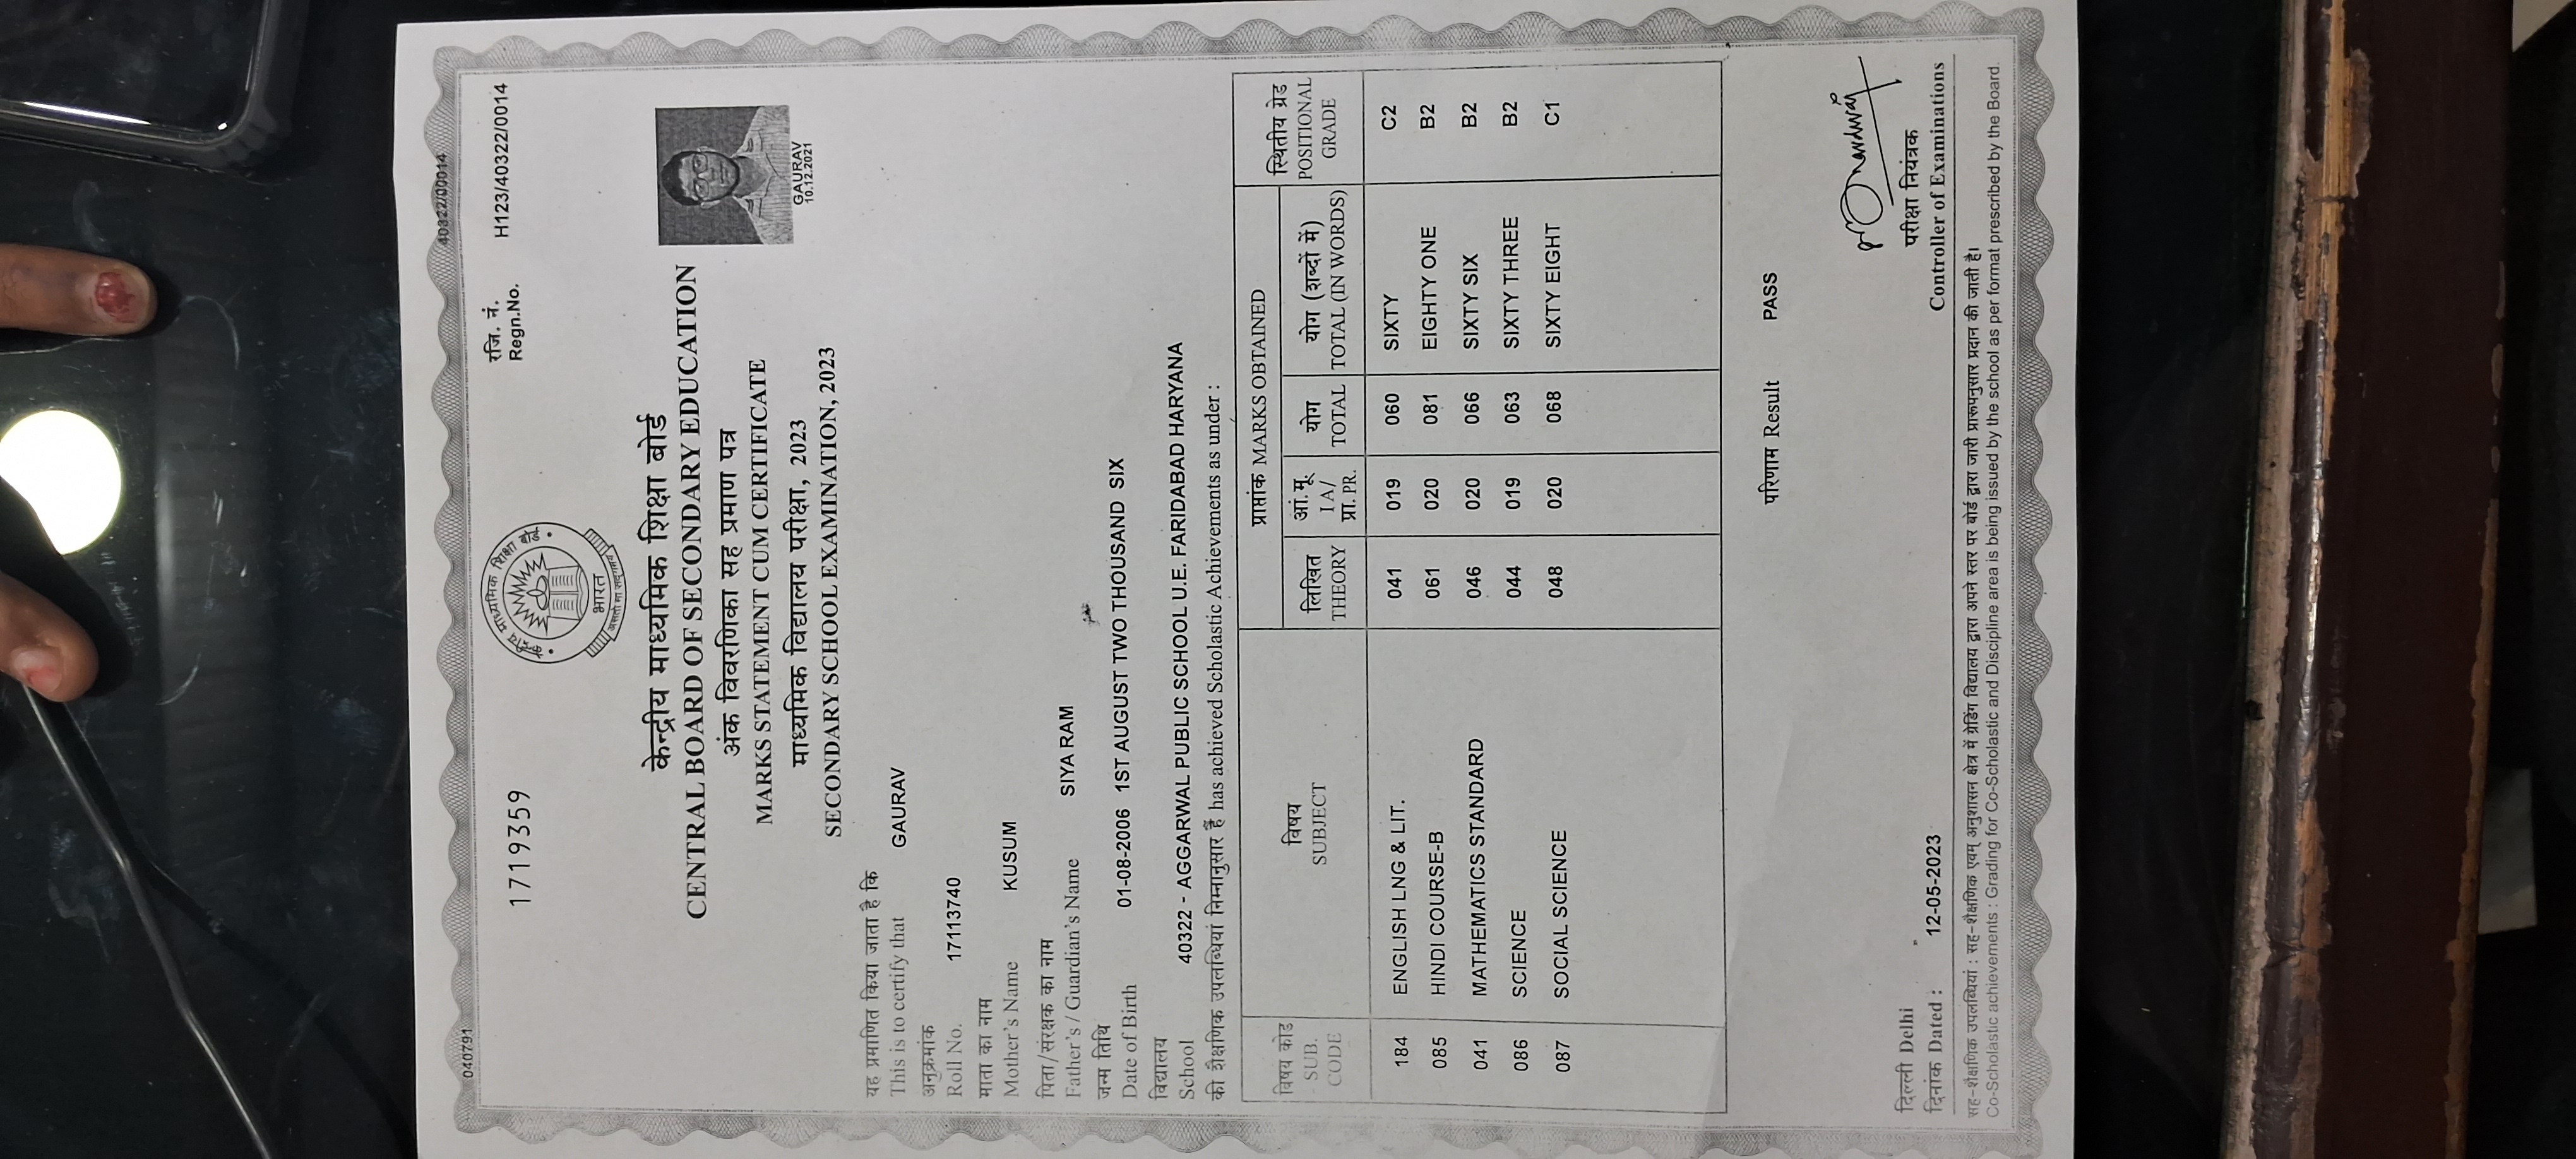 040791
40322/00014
1719359
रजि. नं.
Regn.No.
H123/40322/0014
केन्द्रीय माध्यमिक शिक्षा बोर्ड
भारत
असतो मा सद्गमय
केन्द्रीय माध्यमिक शिक्षा बोर्ड
CENTRAL BOARD OF SECONDARY EDUCATION
अंक विवरणिका सह प्रमाण पत्र
MARKS STATEMENT CUM CERTIFICATE
माध्यमिक विद्यालय परीक्षा, 2023
SECONDARY SCHOOL EXAMINATION, 2023
GAURAV
10.12.2021
यह प्रमाणित किया जाता है कि
This is to certify that GAURAV
अनुक्रमांक
Roll No. 17113740
माता का नाम
Mother's Name KUSUM
पिता/संरक्षक का नाम
Father's / Guardian's Name SIYA RAM
जन्म तिथि
Date of Birth 01-08-2006 1ST AUGUST TWO THOUSAND SIX
विद्यालय
School 40322 - AGGARWAL PUBLIC SCHOOL U.E. FARIDABAD HARYANA
की शैक्षणिक उपलब्धियां निम्नानुसार हैं has achieved Scholastic Achievements as under :
विषय कोड
SUB.
CODE
विषय
SUBJECT
प्राप्तांक MARKS OBTAINED
लिखित
THEORY
आं.मू.
I A/
प्रा. PR.
योग
TOTAL
योग (शब्दों में)
TOTAL (IN WORDS)
स्थितीय ग्रेड
POSITIONAL
GRADE
184 ENGLISH LNG & LIT. 041 019 060 SIXTY C2
085 HINDI COURSE-B 061 020 081 EIGHTY ONE B2
041 MATHEMATICS STANDARD 046 020 066 SIXTY SIX B2
086 SCIENCE 044 019 063 SIXTY THREE B2
087 SOCIAL SCIENCE 048 020 068 SIXTY EIGHT C1
परिणाम Result PASS
दिल्ली Delhi
दिनांक Dated : 12-05-2023
परीक्षा नियंत्रक
Controller of Examinations
सह-शैक्षणिक उपलब्धियां : सह-शैक्षणिक एवम् अनुशासन क्षेत्र में ग्रेडिंग विद्यालय द्वारा अपने स्तर पर बोर्ड द्वारा जारी प्रारूपनुसार प्रदान की जाती है।
Co-Scholastic achievements : Grading for Co-Scholastic and Discipline area is being issued by the school as per format prescribed by the Board.